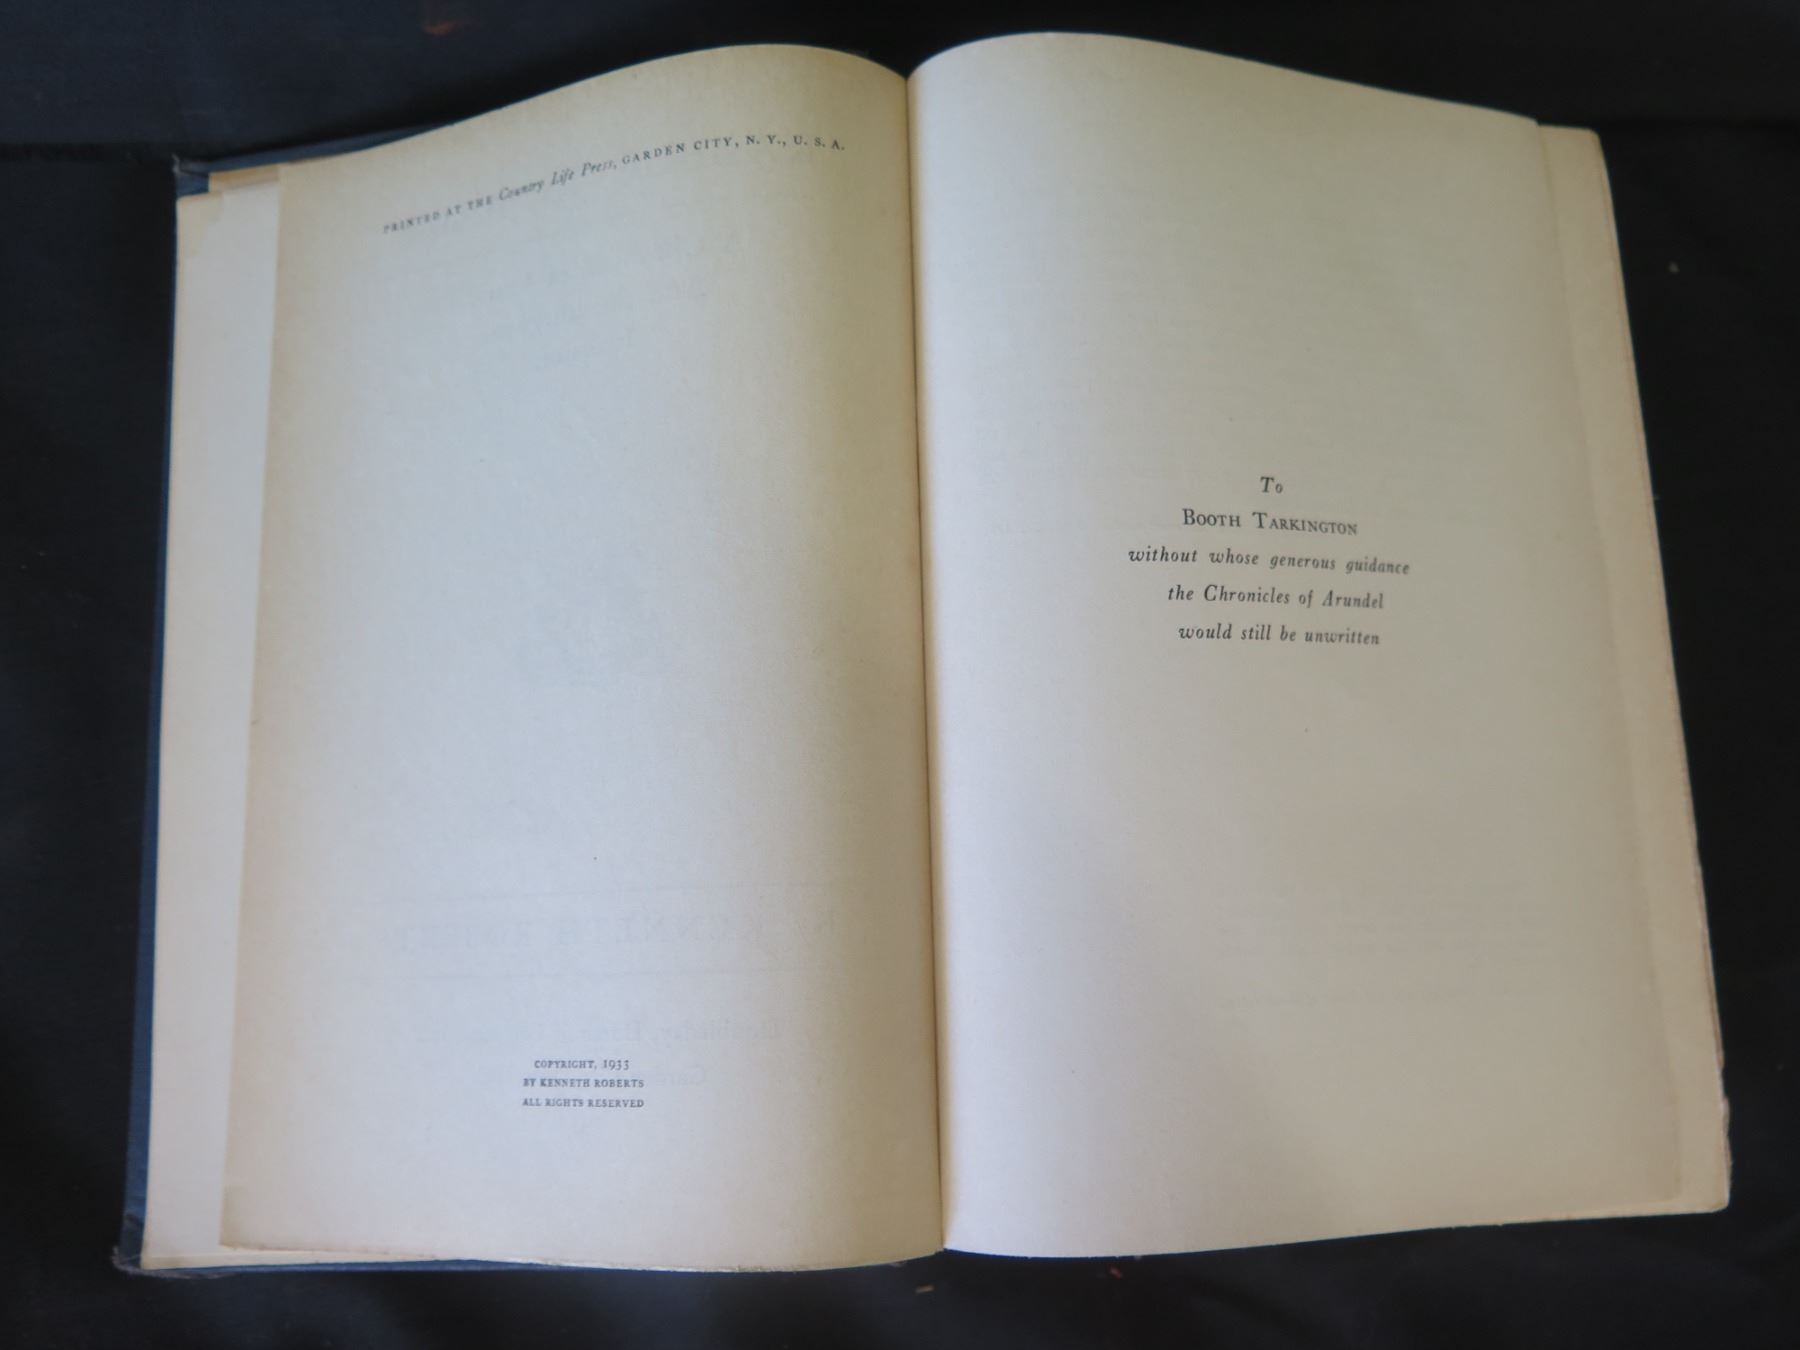 PRINTED AT THE Country Life Press, GARDEN CITY, N. Y., U. S. A.
COPYRIGHT, 1933
BY KENNETH ROBERTS
ALL RIGHTS RESERVED
To
BOOTH TARKINGTON
without whose generous guidance
the Chronicles of Arundel
would still be unwritten